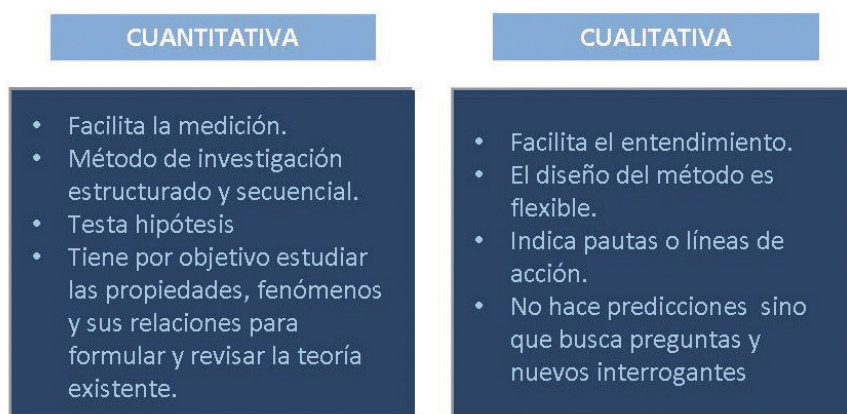 CUANTITATIVA
• Facilita la medición.
• Método de investigación
estructurado y secuencial.
• Testa hipótesis
• Tiene por objetivo estudiar
las propiedades, fenómenos
y sus relaciones para
formular y revisar la teoría
existente.
CUALITATIVA
• Facilita el entendimiento.
• El diseño del método es
flexible.
• Indica pautas o líneas de
acción.
• No hace predicciones sino
que busca preguntas y
nuevos interrogantes